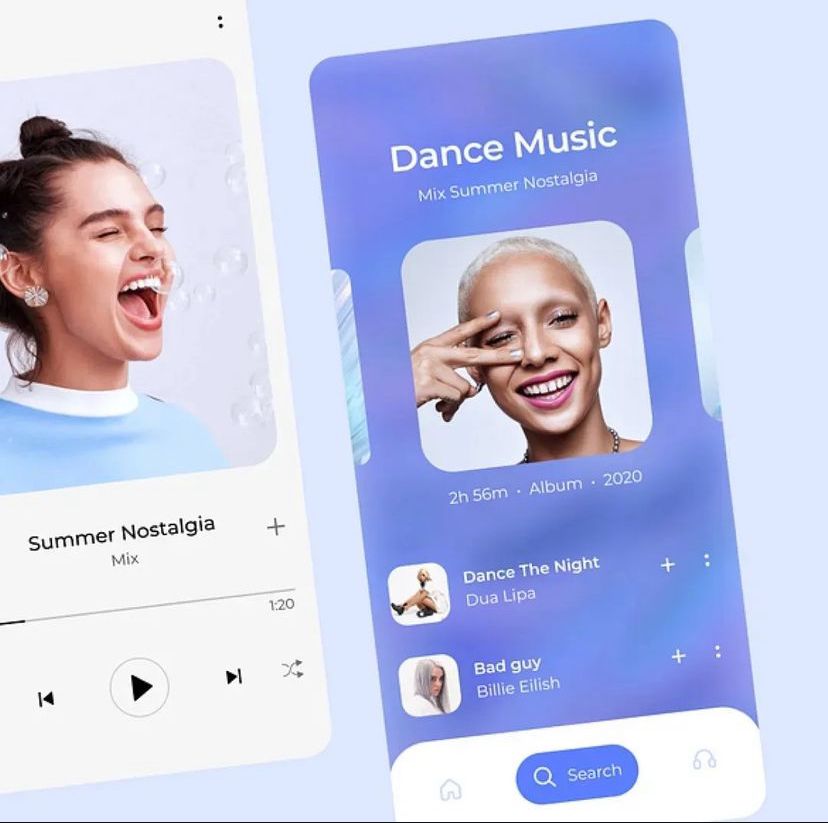 Summer Nostalgia
Mix
1:20
Dance Music
Mix Summer Nostalgia
2h 56m · Album · 2020
Dance The Night
Dua Lipa
Bad guy
Billie Eilish
Search